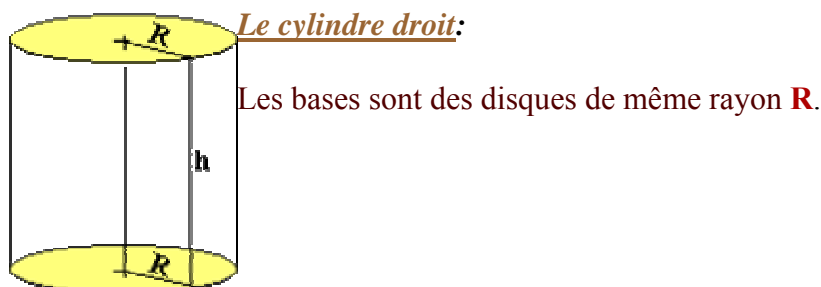 R
Le cylindre droit:
Les bases sont des disques de même rayon R.
h
R